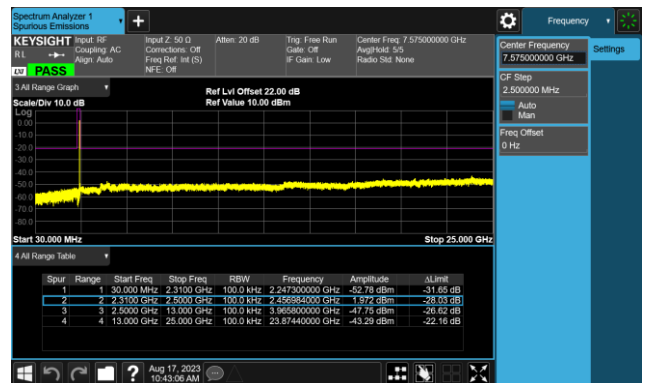 Spectrum Analyzer 1
Spurious Emissions
Frequency
KEYSIGHT Input: RF Input Z: 50 Ω Atten: 20 dB Trig: Free Run Center Freq: 7.575000000 GHz
R L Coupling: AC Corrections: Off Gate: Off Avg|Hold: 5/5
Align: Auto Freq Ref: Int (S) IF Gain: Low Radio Std: None
LXI PASS NFE: Off
Center Frequency
7.575000000 GHz
Settings
CF Step
2.500000 MHz
Auto
Man
Freq Offset
0 Hz
3 All Range Graph
Ref Lvl Offset 22.00 dB
Scale/Div 10.0 dB Ref Value 10.00 dBm
Log
0.00
-10.0
-20.0
-30.0
-40.0
-50.0
-60.0
-70.0
-80.0
Start 30.000 MHz Stop 25.000 GHz
4 All Range Table
Spur Range Start Freq Stop Freq RBW Frequency Amplitude ΔLimit
1 1 30.000 MHz 2.3100 GHz 100.0 kHz 2.247300000 GHz -52.78 dBm -31.65 dB
2 2 2.3100 GHz 2.5000 GHz 100.0 kHz 2.456984000 GHz 1.972 dBm -28.03 dB
3 3 2.5000 GHz 13.000 GHz 100.0 kHz 3.965800000 GHz -47.75 dBm -26.62 dB
4 4 13.000 GHz 25.000 GHz 100.0 kHz 23.87440000 GHz -43.29 dBm -22.16 dB
Aug 17, 2023
10:43:06 AM